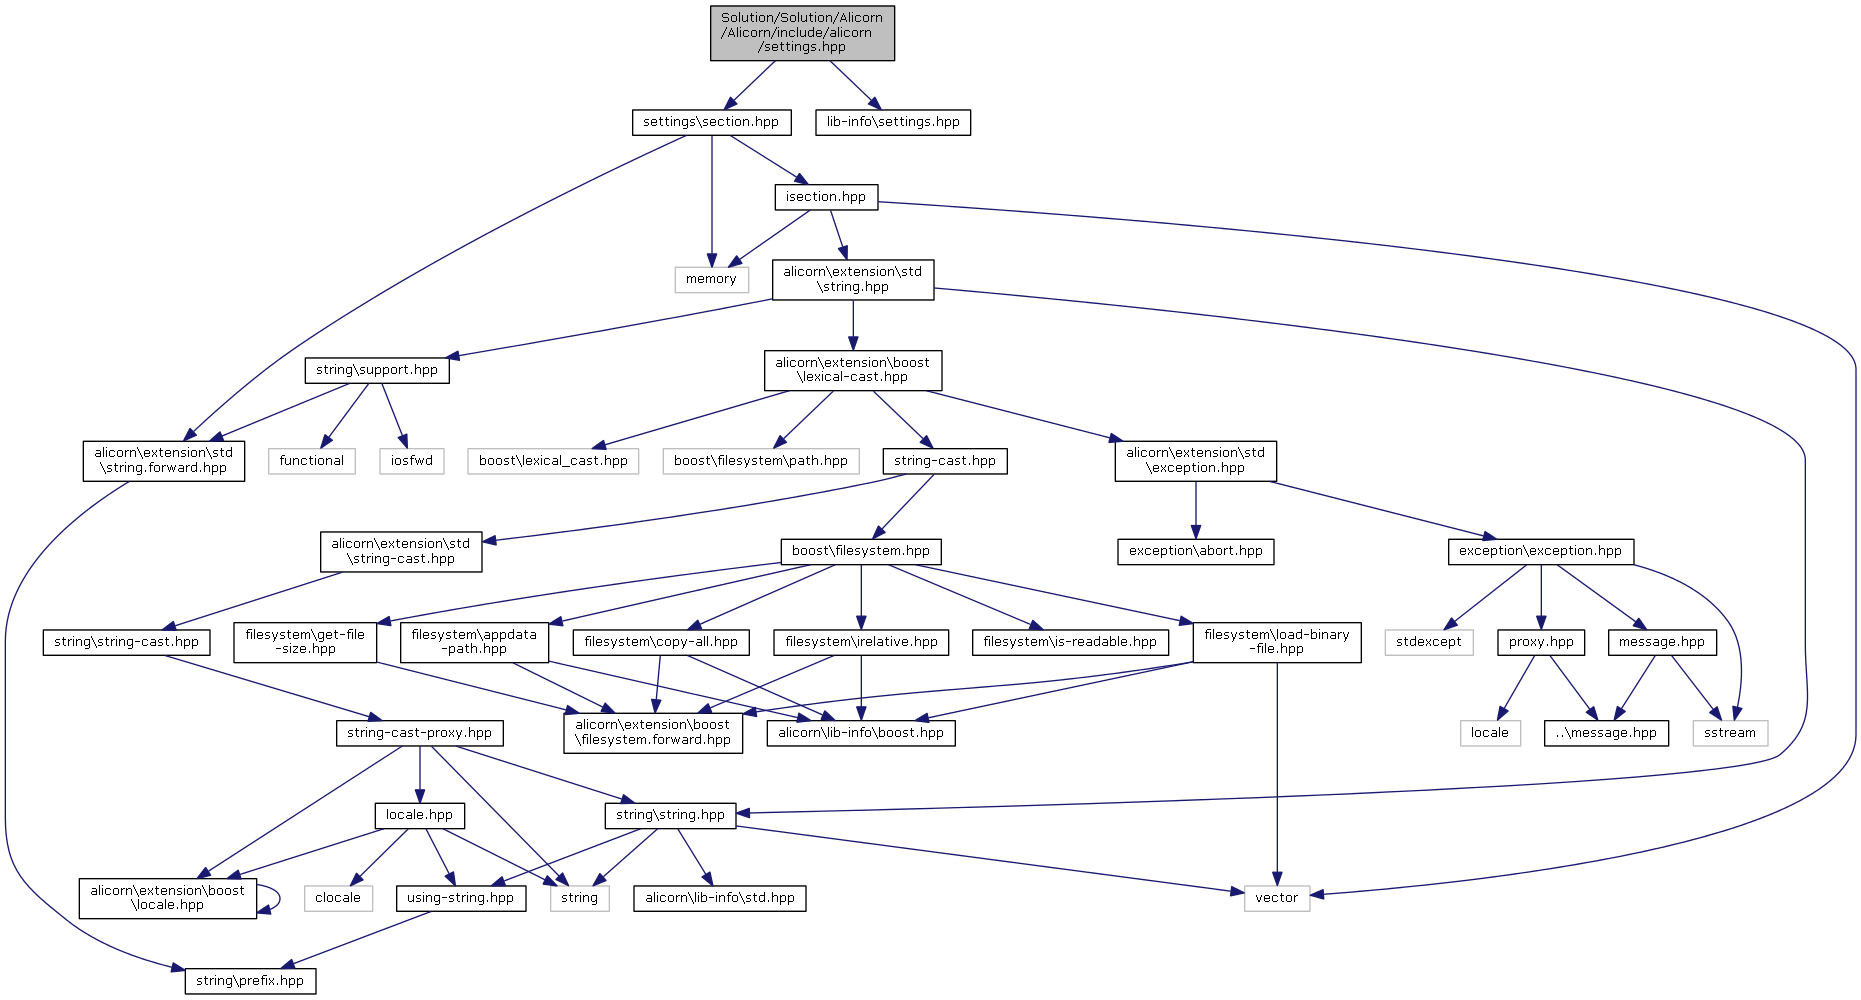 Solution/Solution/Alicorn
/Alicorn/include/alicorn
/settings.hpp
settings\section.hpp
lib-info\settings.hpp
isection.hpp
memory
alicorn\extension\std
\string.hpp
string\support.hpp
alicorn\extension\boost
\lexical-cast.hpp
alicorn\extension\std
\string.forward.hpp
functional
iosfwd
boost\lexical_cast.hpp
boost\filesystem\path.hpp
string-cast.hpp
alicorn\extension\std
\exception.hpp
alicorn\extension\std
\string-cast.hpp
boost\filesystem.hpp
exception\abort.hpp
exception\exception.hpp
string\string-cast.hpp
filesystem\get-file
-size.hpp
filesystem\appdata
-path.hpp
filesystem\copy-all.hpp
filesystem\irelative.hpp
filesystem\is-readable.hpp
filesystem\load-binary
-file.hpp
stdexcept
proxy.hpp
message.hpp
string-cast-proxy.hpp
alicorn\extension\boost
\filesystem.forward.hpp
alicorn\lib-info\boost.hpp
locale
..\message.hpp
sstream
locale.hpp
string\string.hpp
alicorn\extension\boost
\locale.hpp
clocale
using-string.hpp
string
alicorn\lib-info\std.hpp
vector
string\prefix.hpp